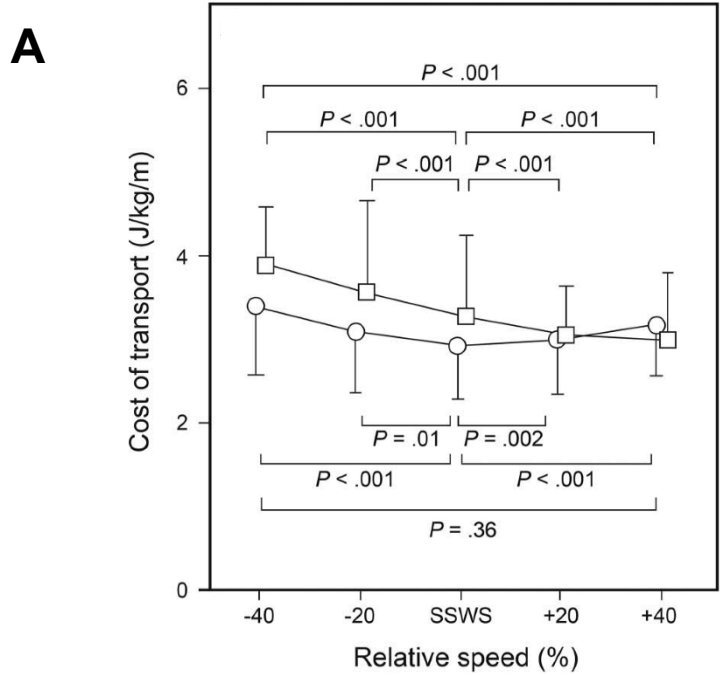 A
P < .001
6
P < .001 P < .001
P < .001 P < .001
Cost of transport (J/kg/m)
4
2
P = .01 P = .002
P < .001 P < .001
P = .36
0
-40 -20 SSWS +20 +40
Relative speed (%)